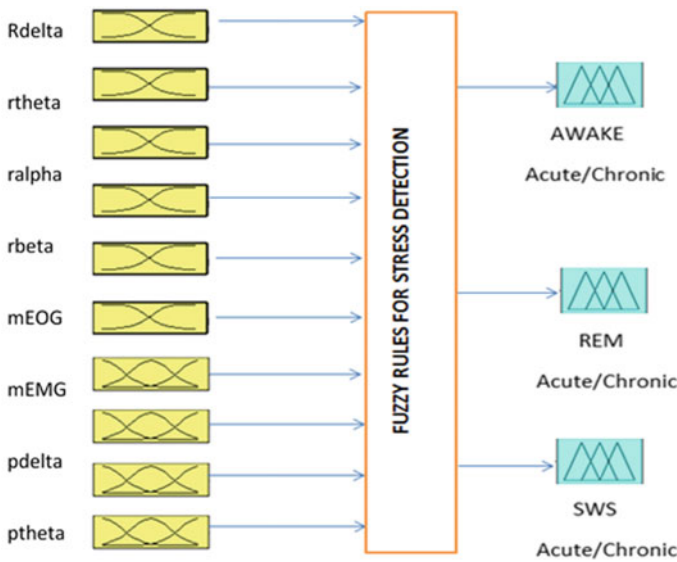 Rdelta
rtheta
ralpha
rbeta
mEOG
mEMG
pdelta
ptheta
FUZZY RULES FOR STRESS DETECTION
AWAKE
Acute/Chronic
REM
Acute/Chronic
SWS
Acute/Chronic